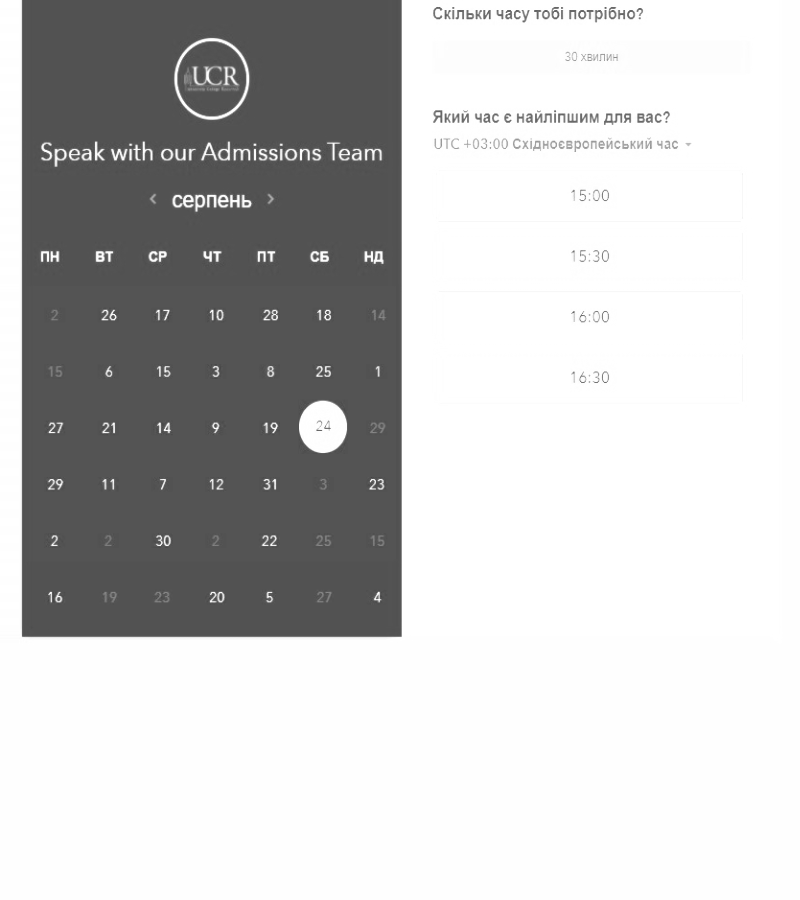 UCR
Speak with our Admissions Team
серпень
ПН ВТ СР ЧТ ПТ СБ НД
2 26 17 10 28 18 14
15 6 15 3 8 25 1
27 21 14 9 19 24 29
29 11 7 12 31 3 23
2 2 30 2 22 25 15
16 19 23 20 5 27 4
Скільки часу тобі потрібно?
30 хвилин
Який час є найліпшим для вас?
UTC +03:00 Східноєвропейський час
15:00
15:30
16:00
16:30